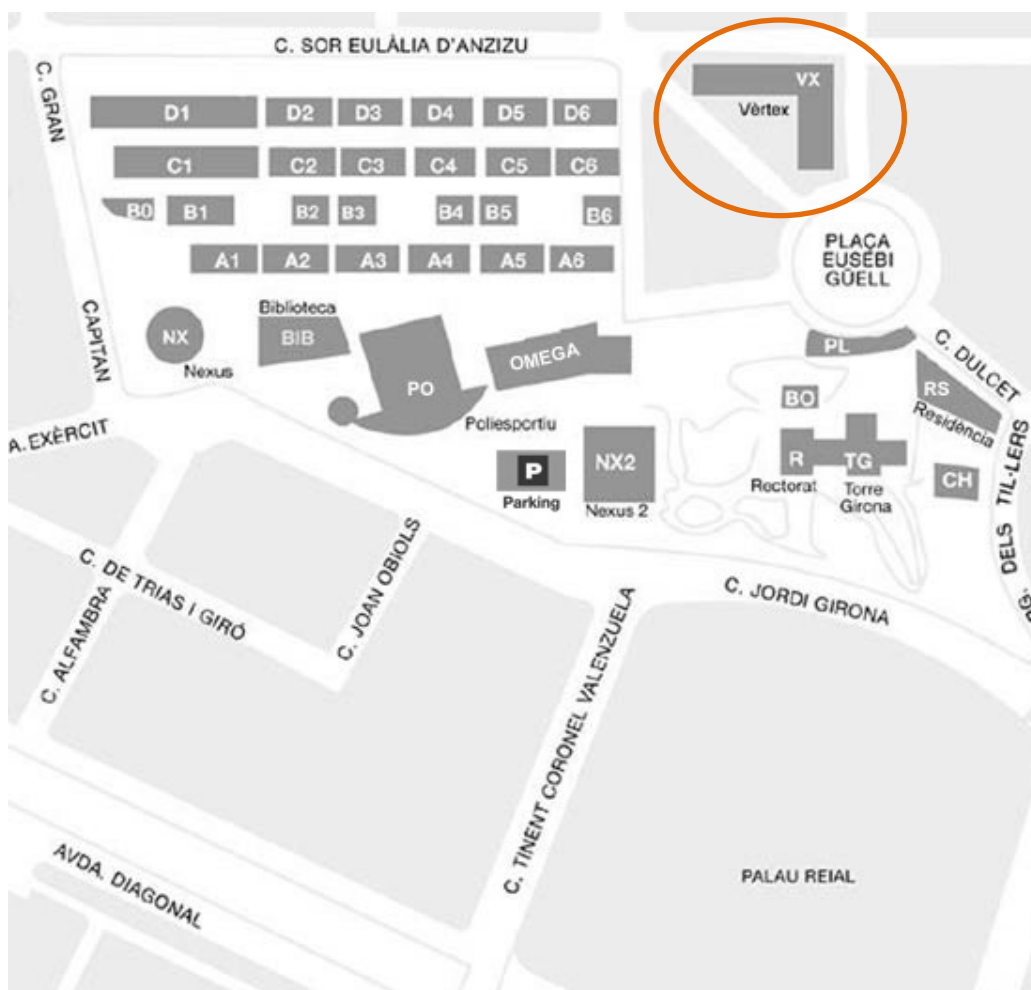 C. SOR EULÀLIA D'ANZIZU
C. GRAN
CAPITAN
VX
Vèrtex
D1 D2 D3 D4 D5 D6
C1 C2 C3 C4 C5 C6
B0 B1 B2 B3 B4 B5 B6
A1 A2 A3 A4 A5 A6
PLAÇA
EUSEBI
GÜELL
NX
Nexus
Biblioteca
BIB
PO
Poliesportiu
OMEGA
PL
C. DULCET
RS
Residència
BO
R
Rectorat
TG
Torre
Girona
CH
DELS TIL·LERS
A. EXÈRCIT
P
Parking
NX2
Nexus 2
C. JORDI GIRONA
C. DE TRIAS I GIRÓ
C. JOAN OBIOLS
C. ALFAMBRA
C. TINENT CORONEL VALENZUELA
AVDA. DIAGONAL
PALAU REIAL